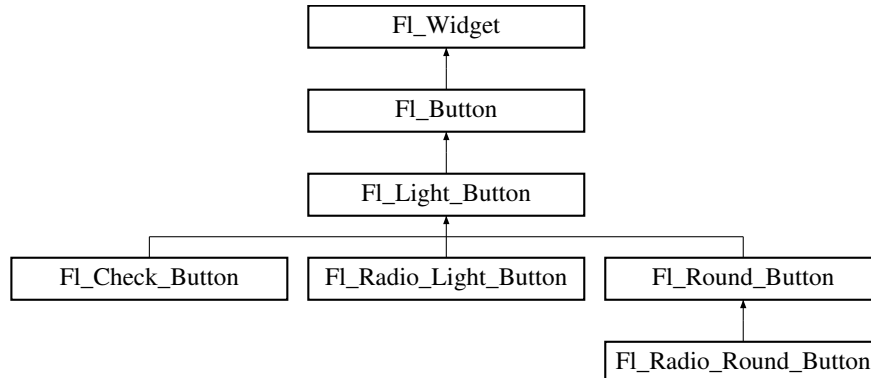 Fl_Widget
Fl_Button
Fl_Light_Button
Fl_Check_Button
Fl_Radio_Light_Button
Fl_Round_Button
Fl_Radio_Round_Button